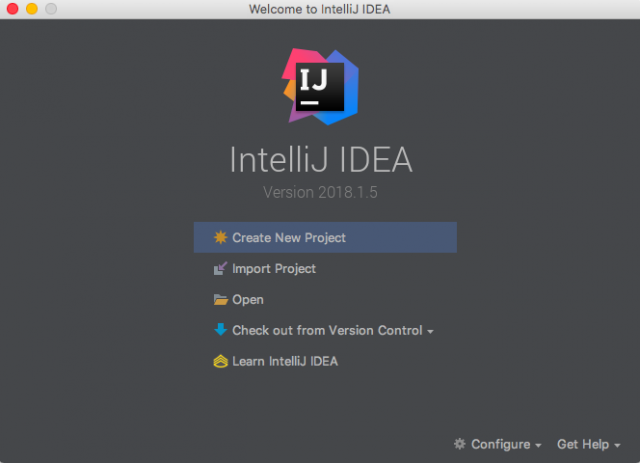 Welcome to IntelliJ IDEA
IJ
IntelliJ IDEA
Version 2018.1.5
Create New Project
Import Project
Open
Check out from Version Control
Learn IntelliJ IDEA
Configure Get Help